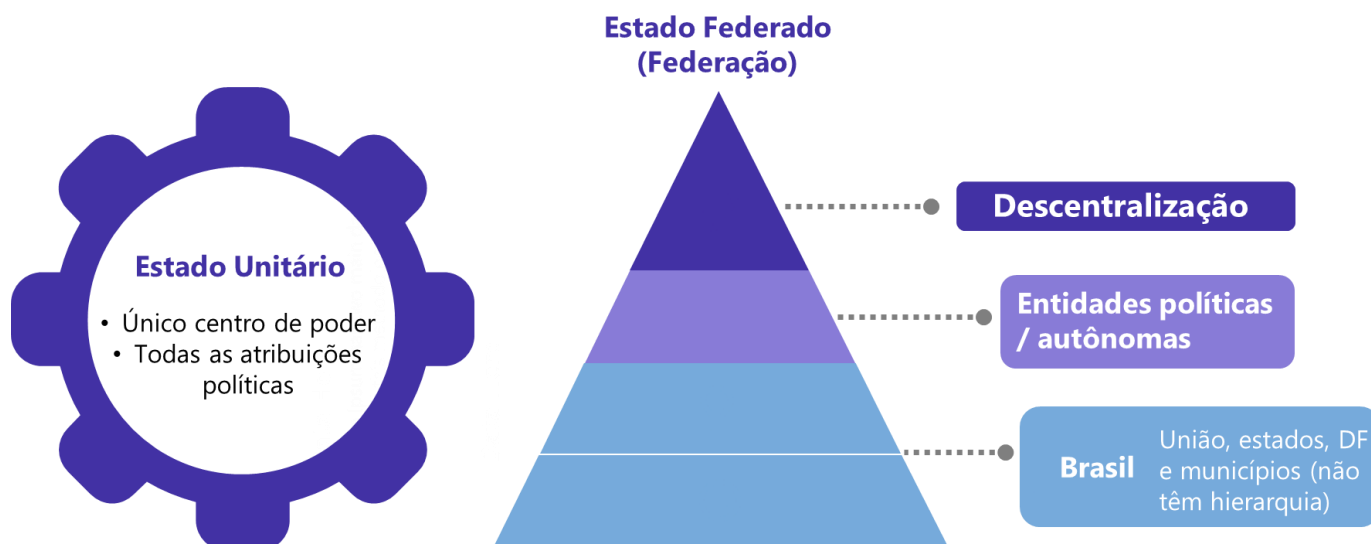 Estado Federado
(Federação)
Estado Unitário
• Único centro de poder
• Todas as atribuições
políticas
Descentralização
Entidades políticas
/ autônomas
Brasil
União, estados, DF
e municípios (não
têm hierarquia)